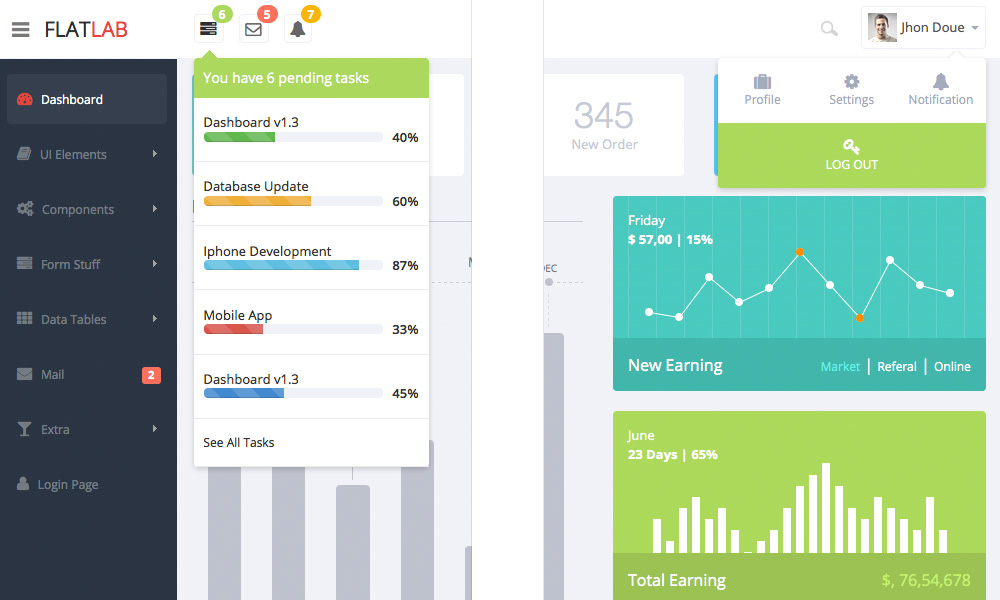 FLATLAB
6
5
7
Jhon Doue
Dashboard
UI Elements
Components
Form Stuff
Data Tables
Mail
2
Extra
Login Page
You have 6 pending tasks
Dashboard v1.3
40%
Database Update
60%
Iphone Development
87%
Mobile App
33%
Dashboard v1.3
45%
See All Tasks
345
New Order
DEC
Profile
Settings
Notification
LOG OUT
Friday
$ 57,00 | 15%
New Earning
Market | Referal | Online
June
23 Days | 65%
Total Earning
$, 76,54,678